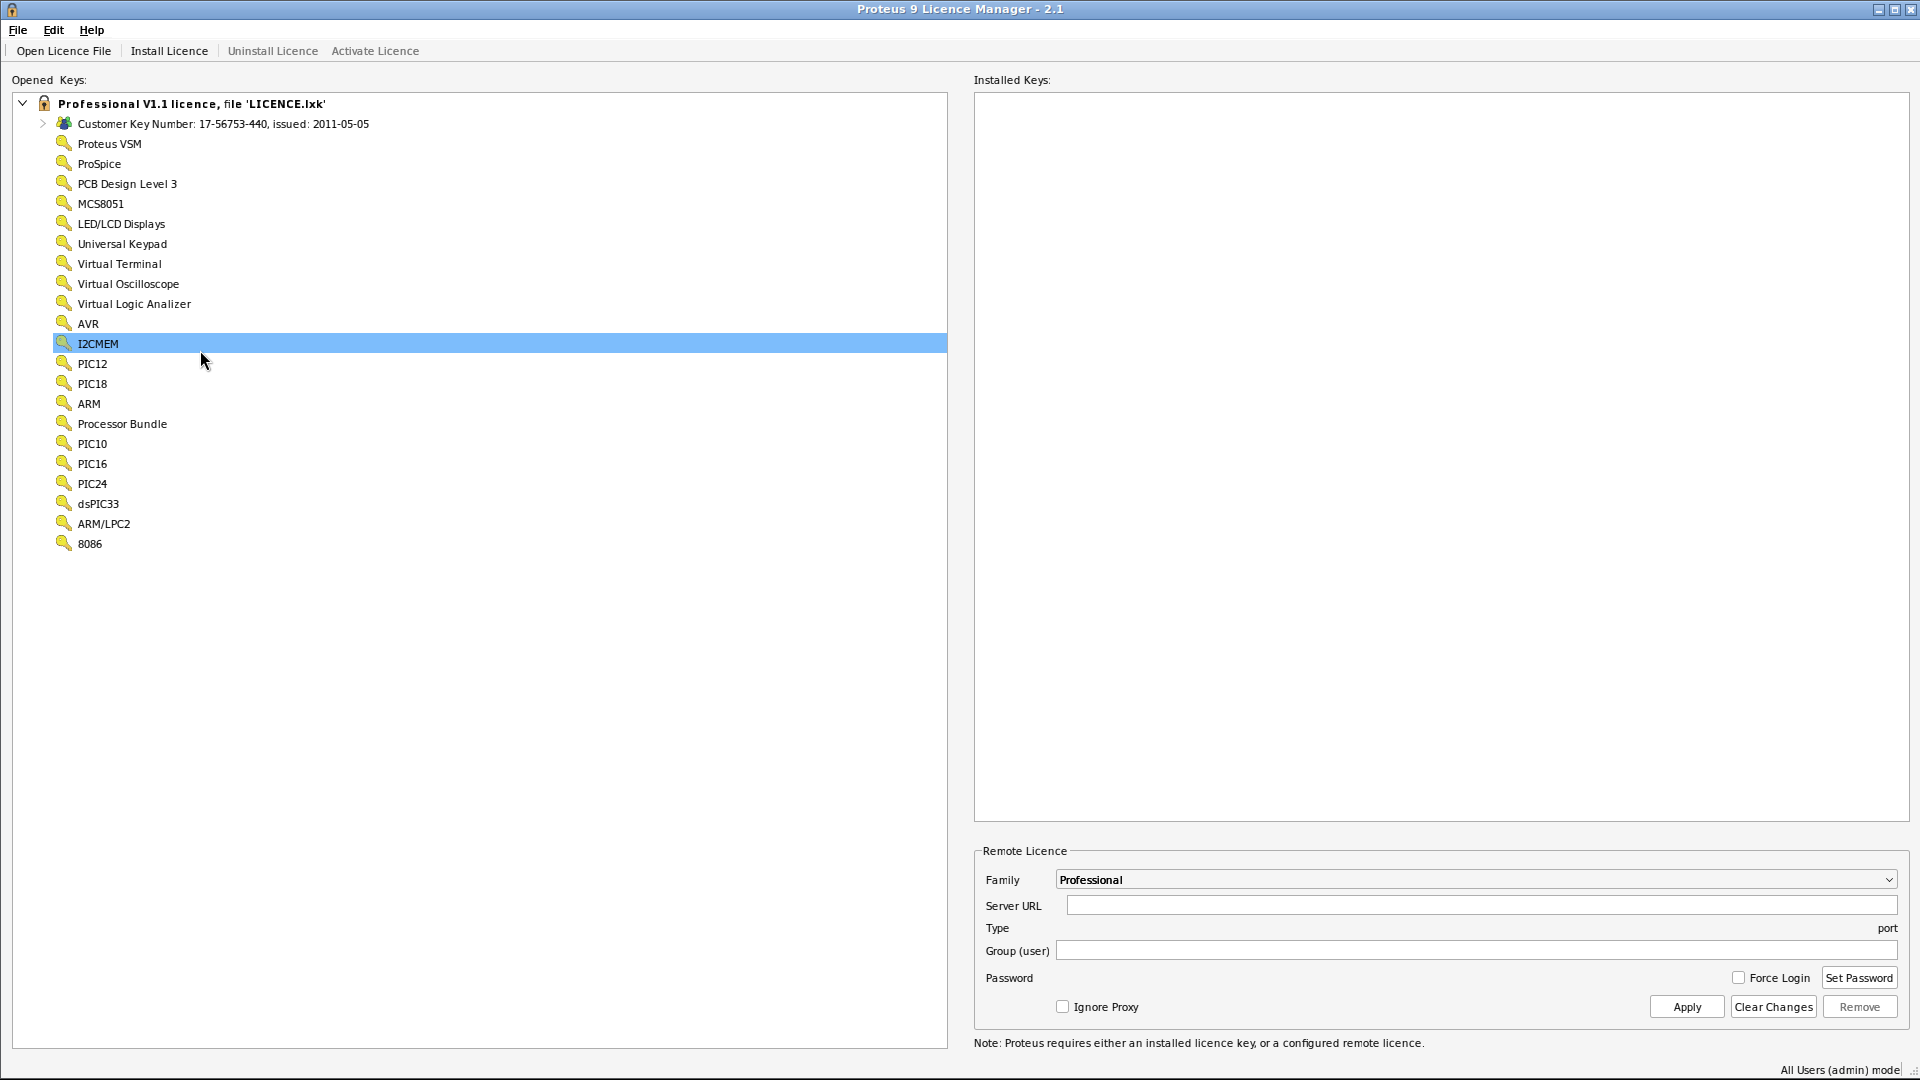 Proteus 9 Licence Manager - 2.1
File Edit Help
Open Licence File Install Licence Uninstall Licence Activate Licence
Opened Keys:
Professional V1.1 licence, file 'LICENCE.lxk'
Customer Key Number: 17-56753-440, issued: 2011-05-05
Proteus VSM
ProSpice
PCB Design Level 3
MCS8051
LED/LCD Displays
Universal Keypad
Virtual Terminal
Virtual Oscilloscope
Virtual Logic Analizer
AVR
I2CMEM
PIC12
PIC18
ARM
Processor Bundle
PIC10
PIC16
PIC24
dsPIC33
ARM/LPC2
8086
Installed Keys:
Remote Licence
Family Professional
Server URL
Type port
Group (user)
Password Force Login Set Password
Ignore Proxy Apply Clear Changes Remove
Note: Proteus requires either an installed licence key, or a configured remote licence.
All Users (admin) mode